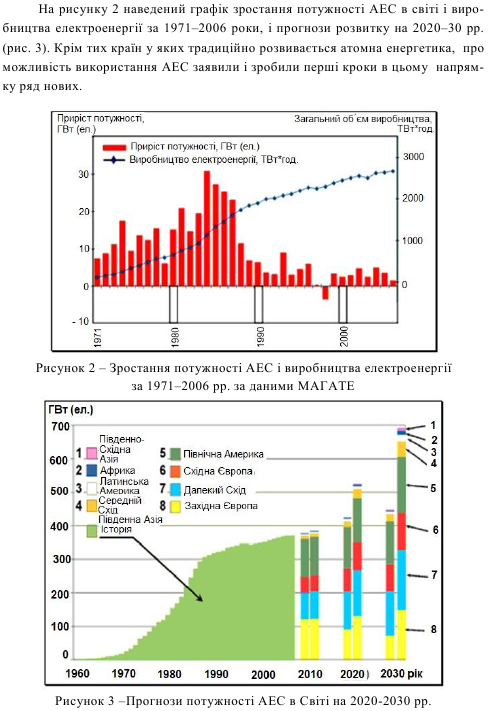 На рисунку 2 наведений графік зростання потужності АЕС в світі і виро-
бництва електроенергії за 1971–2006 роки, і прогнози розвитку на 2020–30 рр.
(рис. 3). Крім тих країн у яких традиційно розвивається атомна енергетика, про
можливість використання АЕС заявили і зробили перші кроки в цьому напрям-
ку ряд нових.
Приріст потужності,
ГВт (ел.)
Загальний об´єм виробництва,
ТВт*год.
Приріст потужності, ГВт (ел.)
Виробництво електроенергії, ТВт*год.
30
20
10
0
- 10
3000
2000
1000
0
1971
1980
1990
2000
Рисунок 2 – Зростання потужності АЕС і виробництва електроенергії
за 1971–2006 рр. за даними МАГАТЕ
ГВт (ел.)
700
600
500
400
300
200
100
0
1 Південно-
Східна
Азія
2 Африка
3 Латинська
Америка
4 Середній
Схід
Південна Азія
Історія
5 Північна Америка
6 Східна Європа
7 Далекий Схід
8 Західна Європа
1
2
3
4
5
6
7
8
1960 1970 1980 1990 2000 2010 2020) 2030 рік
Рисунок 3 –Прогнози потужності АЕС в Світі на 2020-2030 рр.